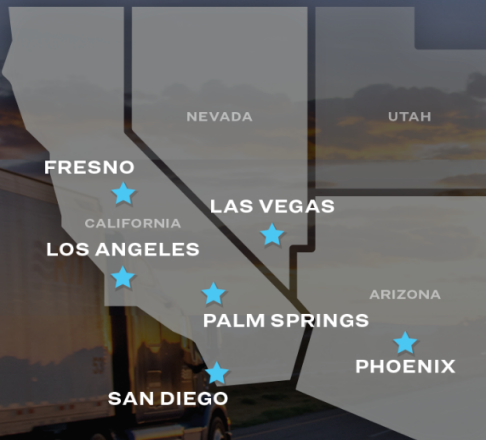 NEVADA
UTAH
FRESNO
LAS VEGAS
CALIFORNIA
LOS ANGELES
ARIZONA
PALM SPRINGS
PHOENIX
SAN DIEGO